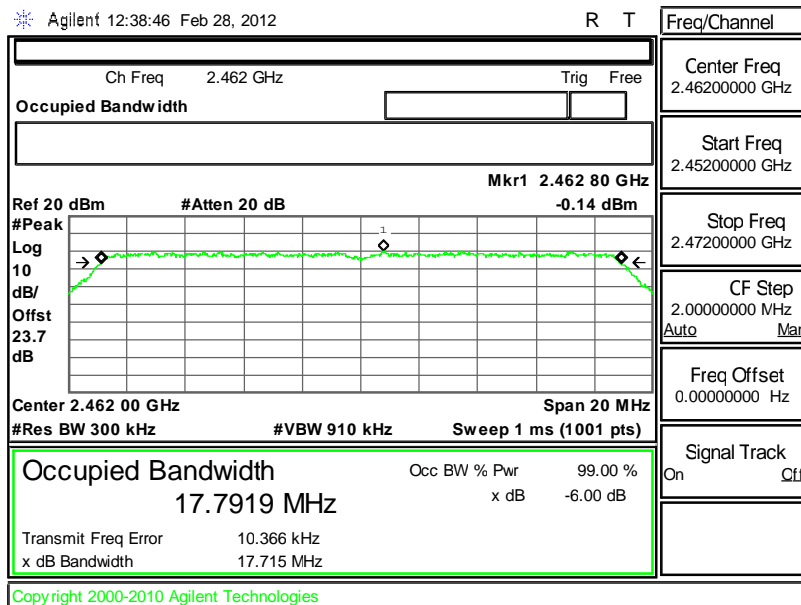 Agilent 12:38:46 Feb 28, 2012 R T
Ch Freq 2.462 GHz Trig Free
Occupied Bandwidth
Mkr1 2.462 80 GHz
Ref 20 dBm #Atten 20 dB -0.14 dBm
#Peak
Log
10
dB/
Offst
23.7
dB
1
Center 2.462 00 GHz Span 20 MHz
#Res BW 300 kHz #VBW 910 kHz Sweep 1 ms (1001 pts)
Occupied Bandwidth
17.7919 MHz
Occ BW % Pwr 99.00 %
x dB -6.00 dB
Transmit Freq Error 10.366 kHz
x dB Bandwidth 17.715 MHz
Copyright 2000-2010 Agilent Technologies
Freq/Channel
Center Freq
2.46200000 GHz
Start Freq
2.45200000 GHz
Stop Freq
2.47200000 GHz
CF Step
2.00000000 MHz
Auto Man
Freq Offset
0.00000000 Hz
Signal Track
On Off